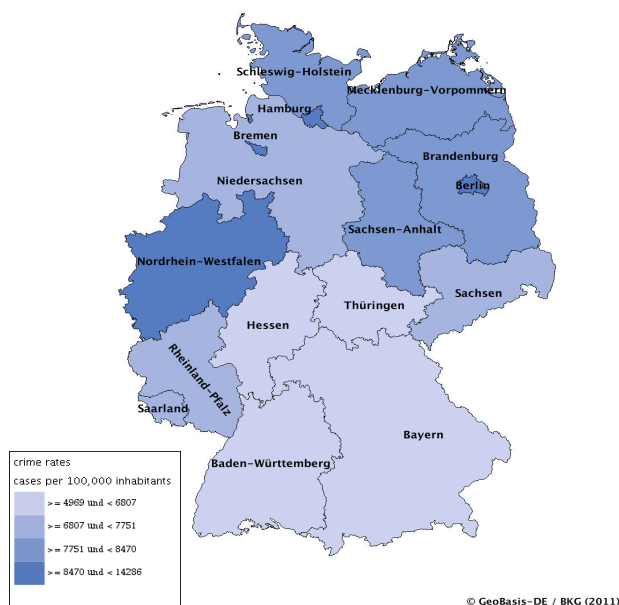 Schleswig-Holstein
Mecklenburg-Vorpommern
Hamburg
Bremen
Brandenburg
Niedersachsen
Berlin
Sachsen-Anhalt
Nordrhein-Westfalen
Sachsen
Thüringen
Hessen
Rheinland-Pfalz
Saarland
Bayern
Baden-Württemberg
crime rates
cases per 100,000 inhabitants
>= 4969 und < 6807
>= 6807 und < 7751
>= 7751 und < 8470
>= 8470 und < 14286
© GeoBasis-DE / BKG (2011)